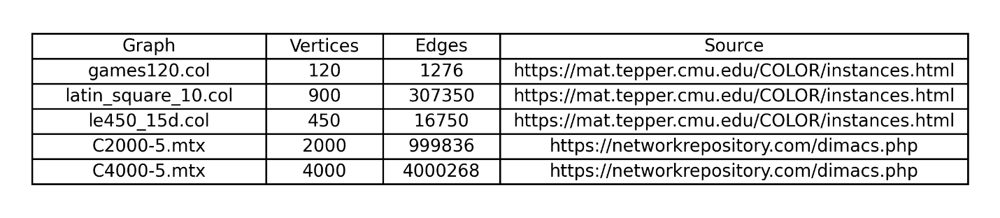 Graph Vertices Edges Source
games120.col 120 1276 https://mat.tepper.cmu.edu/COLOR/instances.html
latin_square_10.col 900 307350 https://mat.tepper.cmu.edu/COLOR/instances.html
le450_15d.col 450 16750 https://mat.tepper.cmu.edu/COLOR/instances.html
C2000-5.mtx 2000 999836 https://networkrepository.com/dimacs.php
C4000-5.mtx 4000 4000268 https://networkrepository.com/dimacs.php